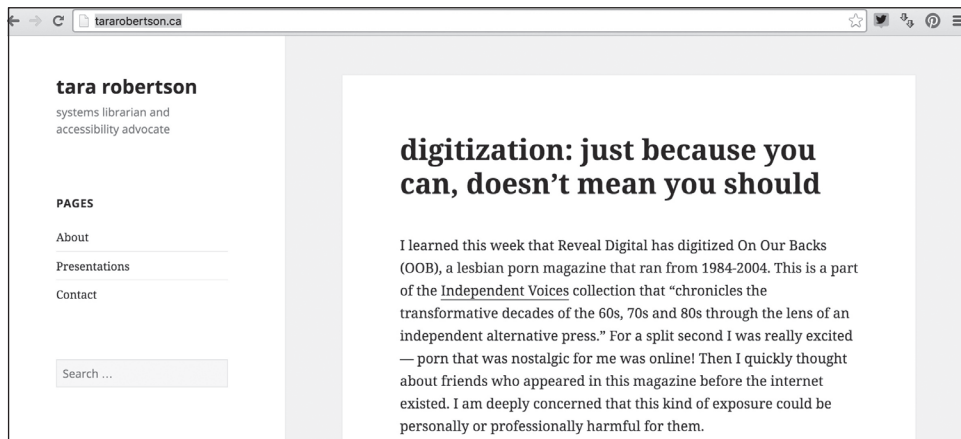 tararobertson.ca
tara robertson
systems librarian and
accessibility advocate
PAGES
About
Presentations
Contact
Search …
digitization: just because you
can, doesn’t mean you should
I learned this week that Reveal Digital has digitized On Our Backs
(OOB), a lesbian porn magazine that ran from 1984-2004. This is a part
of the Independent Voices collection that “chronicles the
transformative decades of the 60s, 70s and 80s through the lens of an
independent alternative press.” For a split second I was really excited
— porn that was nostalgic for me was online! Then I quickly thought
about friends who appeared in this magazine before the internet
existed. I am deeply concerned that this kind of exposure could be
personally or professionally harmful for them.